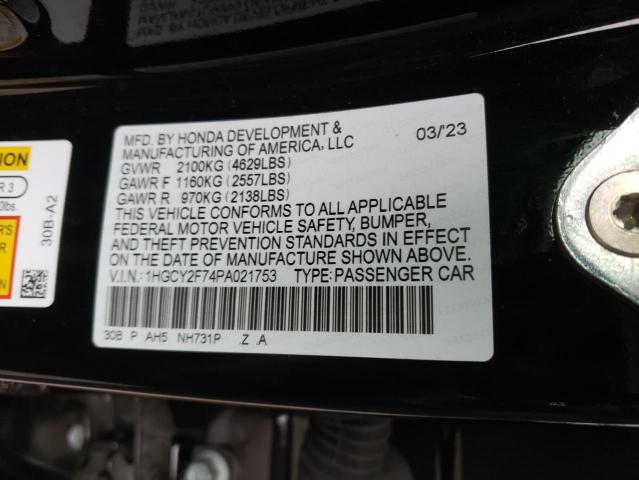 MFD. BY HONDA DEVELOPMENT & 03/'23
MANUFACTURING OF AMERICA, LLC
GVWR 2100KG (4629LBS)
GAWR F 1160KG (2557LBS)
GAWR R 970KG (2138LBS)
THIS VEHICLE CONFORMS TO ALL APPLICABLE
FEDERAL MOTOR VEHICLE SAFETY, BUMPER,
AND THEFT PREVENTION STANDARDS IN EFFECT
ON THE DATE OF MANUFACTURE SHOWN ABOVE.
V.I.N.: 1HGCY2F74PA021753 TYPE: PASSENGER CAR
30B P AH5 NH731P .Z .A
30B-A2